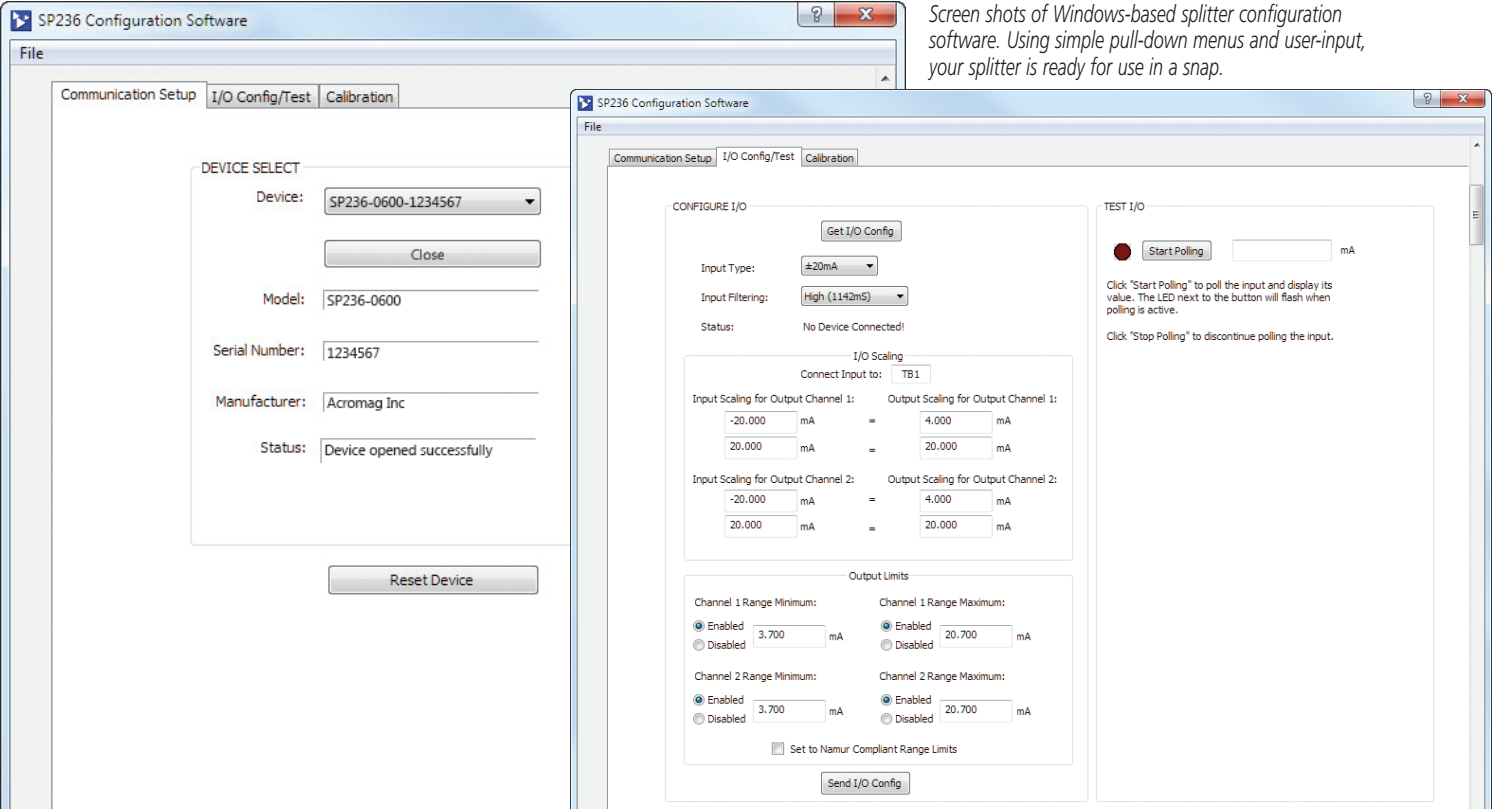 SP236 Configuration Software
File
Communication Setup I/O Config/Test Calibration
DEVICE SELECT
Device: SP236-0600-1234567
Close
Model: SP236-0600
Serial Number: 1234567
Manufacturer: Acromag Inc
Status: Device opened successfully
Reset Device
Screen shots of Windows-based splitter configuration
software. Using simple pull-down menus and user-input,
your splitter is ready for use in a snap.
SP236 Configuration Software
File
Communication Setup I/O Config/Test Calibration
CONFIGURE I/O
Get I/O Config
Input Type: ±20mA
Input Filtering: High (1142mS)
Status: No Device Connected!
I/O Scaling
Connect Input to: TB1
Input Scaling for Output Channel 1: Output Scaling for Output Channel 1:
-20.000 mA = 4.000 mA
20.000 mA = 20.000 mA
Input Scaling for Output Channel 2: Output Scaling for Output Channel 2:
-20.000 mA = 4.000 mA
20.000 mA = 20.000 mA
Output Limits
Channel 1 Range Minimum: Channel 1 Range Maximum:
Enabled Disabled 3.700 mA Enabled Disabled 20.700 mA
Channel 2 Range Minimum: Channel 2 Range Maximum:
Enabled Disabled 3.700 mA Enabled Disabled 20.700 mA
Set to Namur Compliant Range Limits
Send I/O Config
TEST I/O
Start Polling mA
Click "Start Polling" to poll the input and display its
value. The LED next to the button will flash when
polling is active.
Click "Stop Polling" to discontinue polling the input.